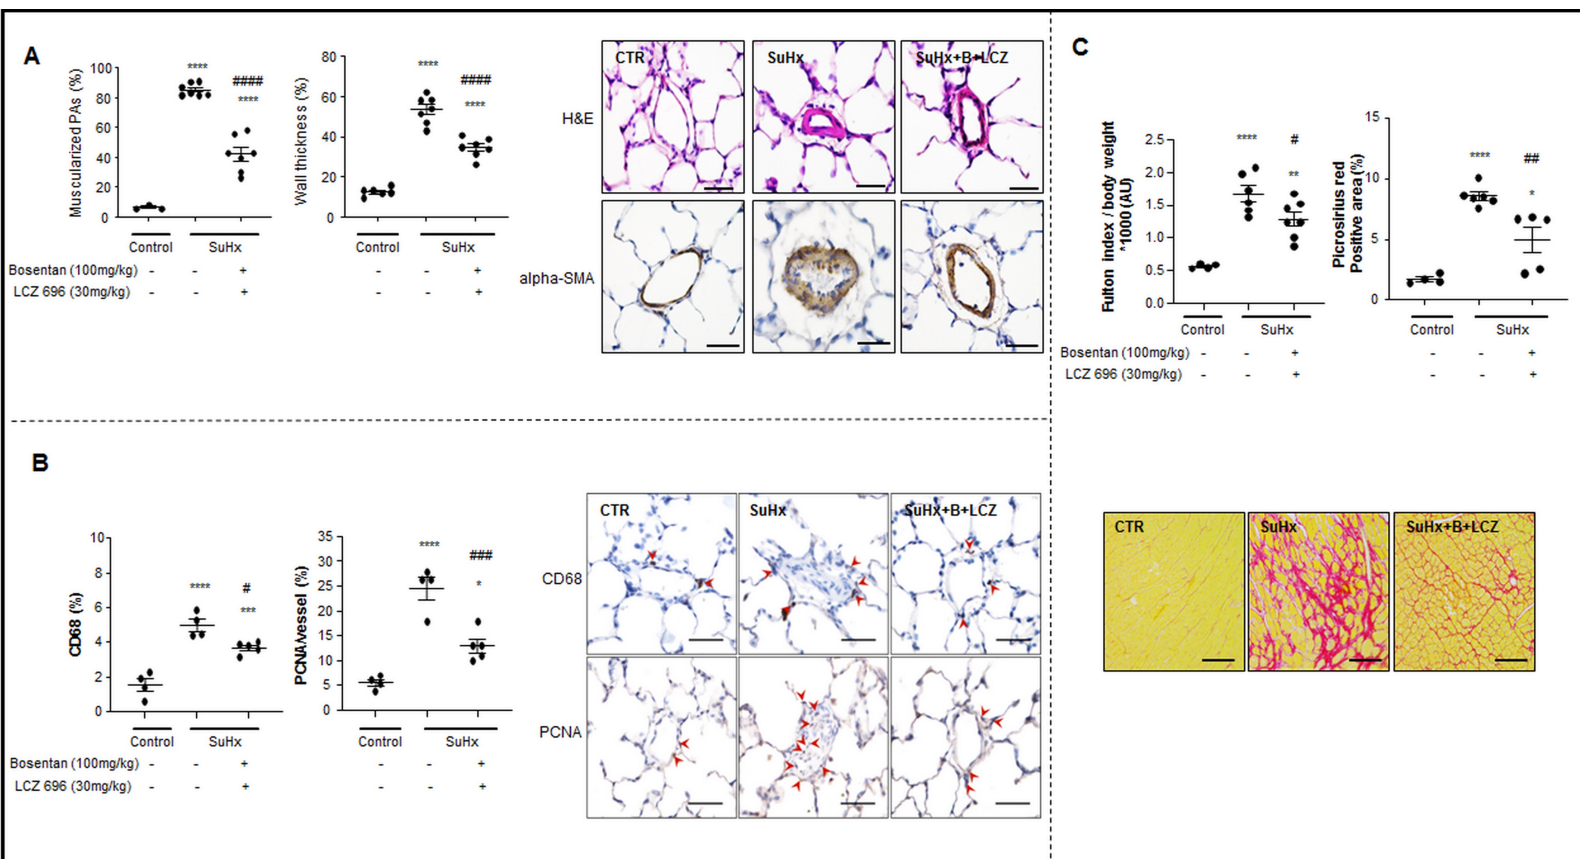 A
Muscularized PAs (%)
100
80
60
40
20
0
****
####
****
Control
SuHx
Wall thickness (%)
80
60
40
20
0
****
####
****
Control
SuHx
Bosentan (100mg/kg) - - + - - +
LCZ 696 (30mg/kg) - - + - - +
CTR
SuHx
SuHx+B+LCZ
H&E
alpha-SMA
B
CD68 (%)
10
8
6
4
2
0
****
#
***
Control
SuHx
PCNA/vessel (%)
35
30
25
20
15
10
5
0
****
###
*
Control
SuHx
Bosentan (100mg/kg) - - + - - +
LCZ 696 (30mg/kg) - - + - - +
CTR
SuHx
SuHx+B+LCZ
CD68
PCNA
C
Fulton index / body weight
*1000 (AU)
2.5
2.0
1.5
1.0
0.5
0.0
****
#
**
Control
SuHx
Picrosirius red
Positive area(%)
15
10
5
0
****
##
*
Control
SuHx
Bosentan (100mg/kg) - - + - - +
LCZ 696 (30mg/kg) - - + - - +
CTR
SuHx
SuHx+B+LCZ